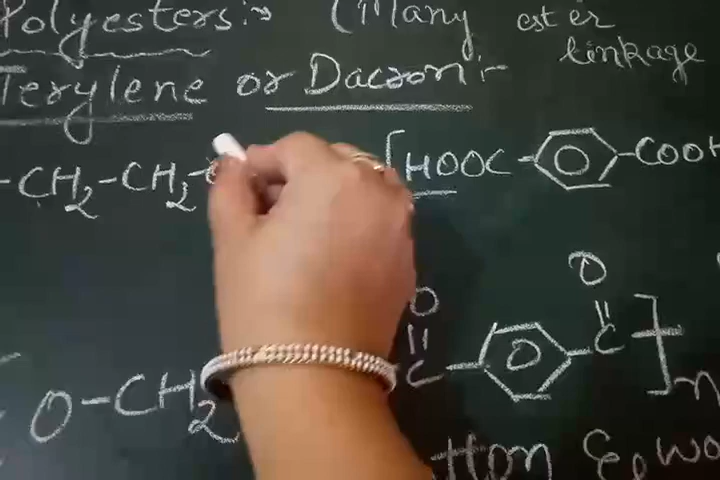 Polyesters:→ (Many ester
linkage
Terylene or Dacron:-
-CH2-CH2- [HOOC- -COOH
O O
|| ||
O-CH2 C- -C ]n